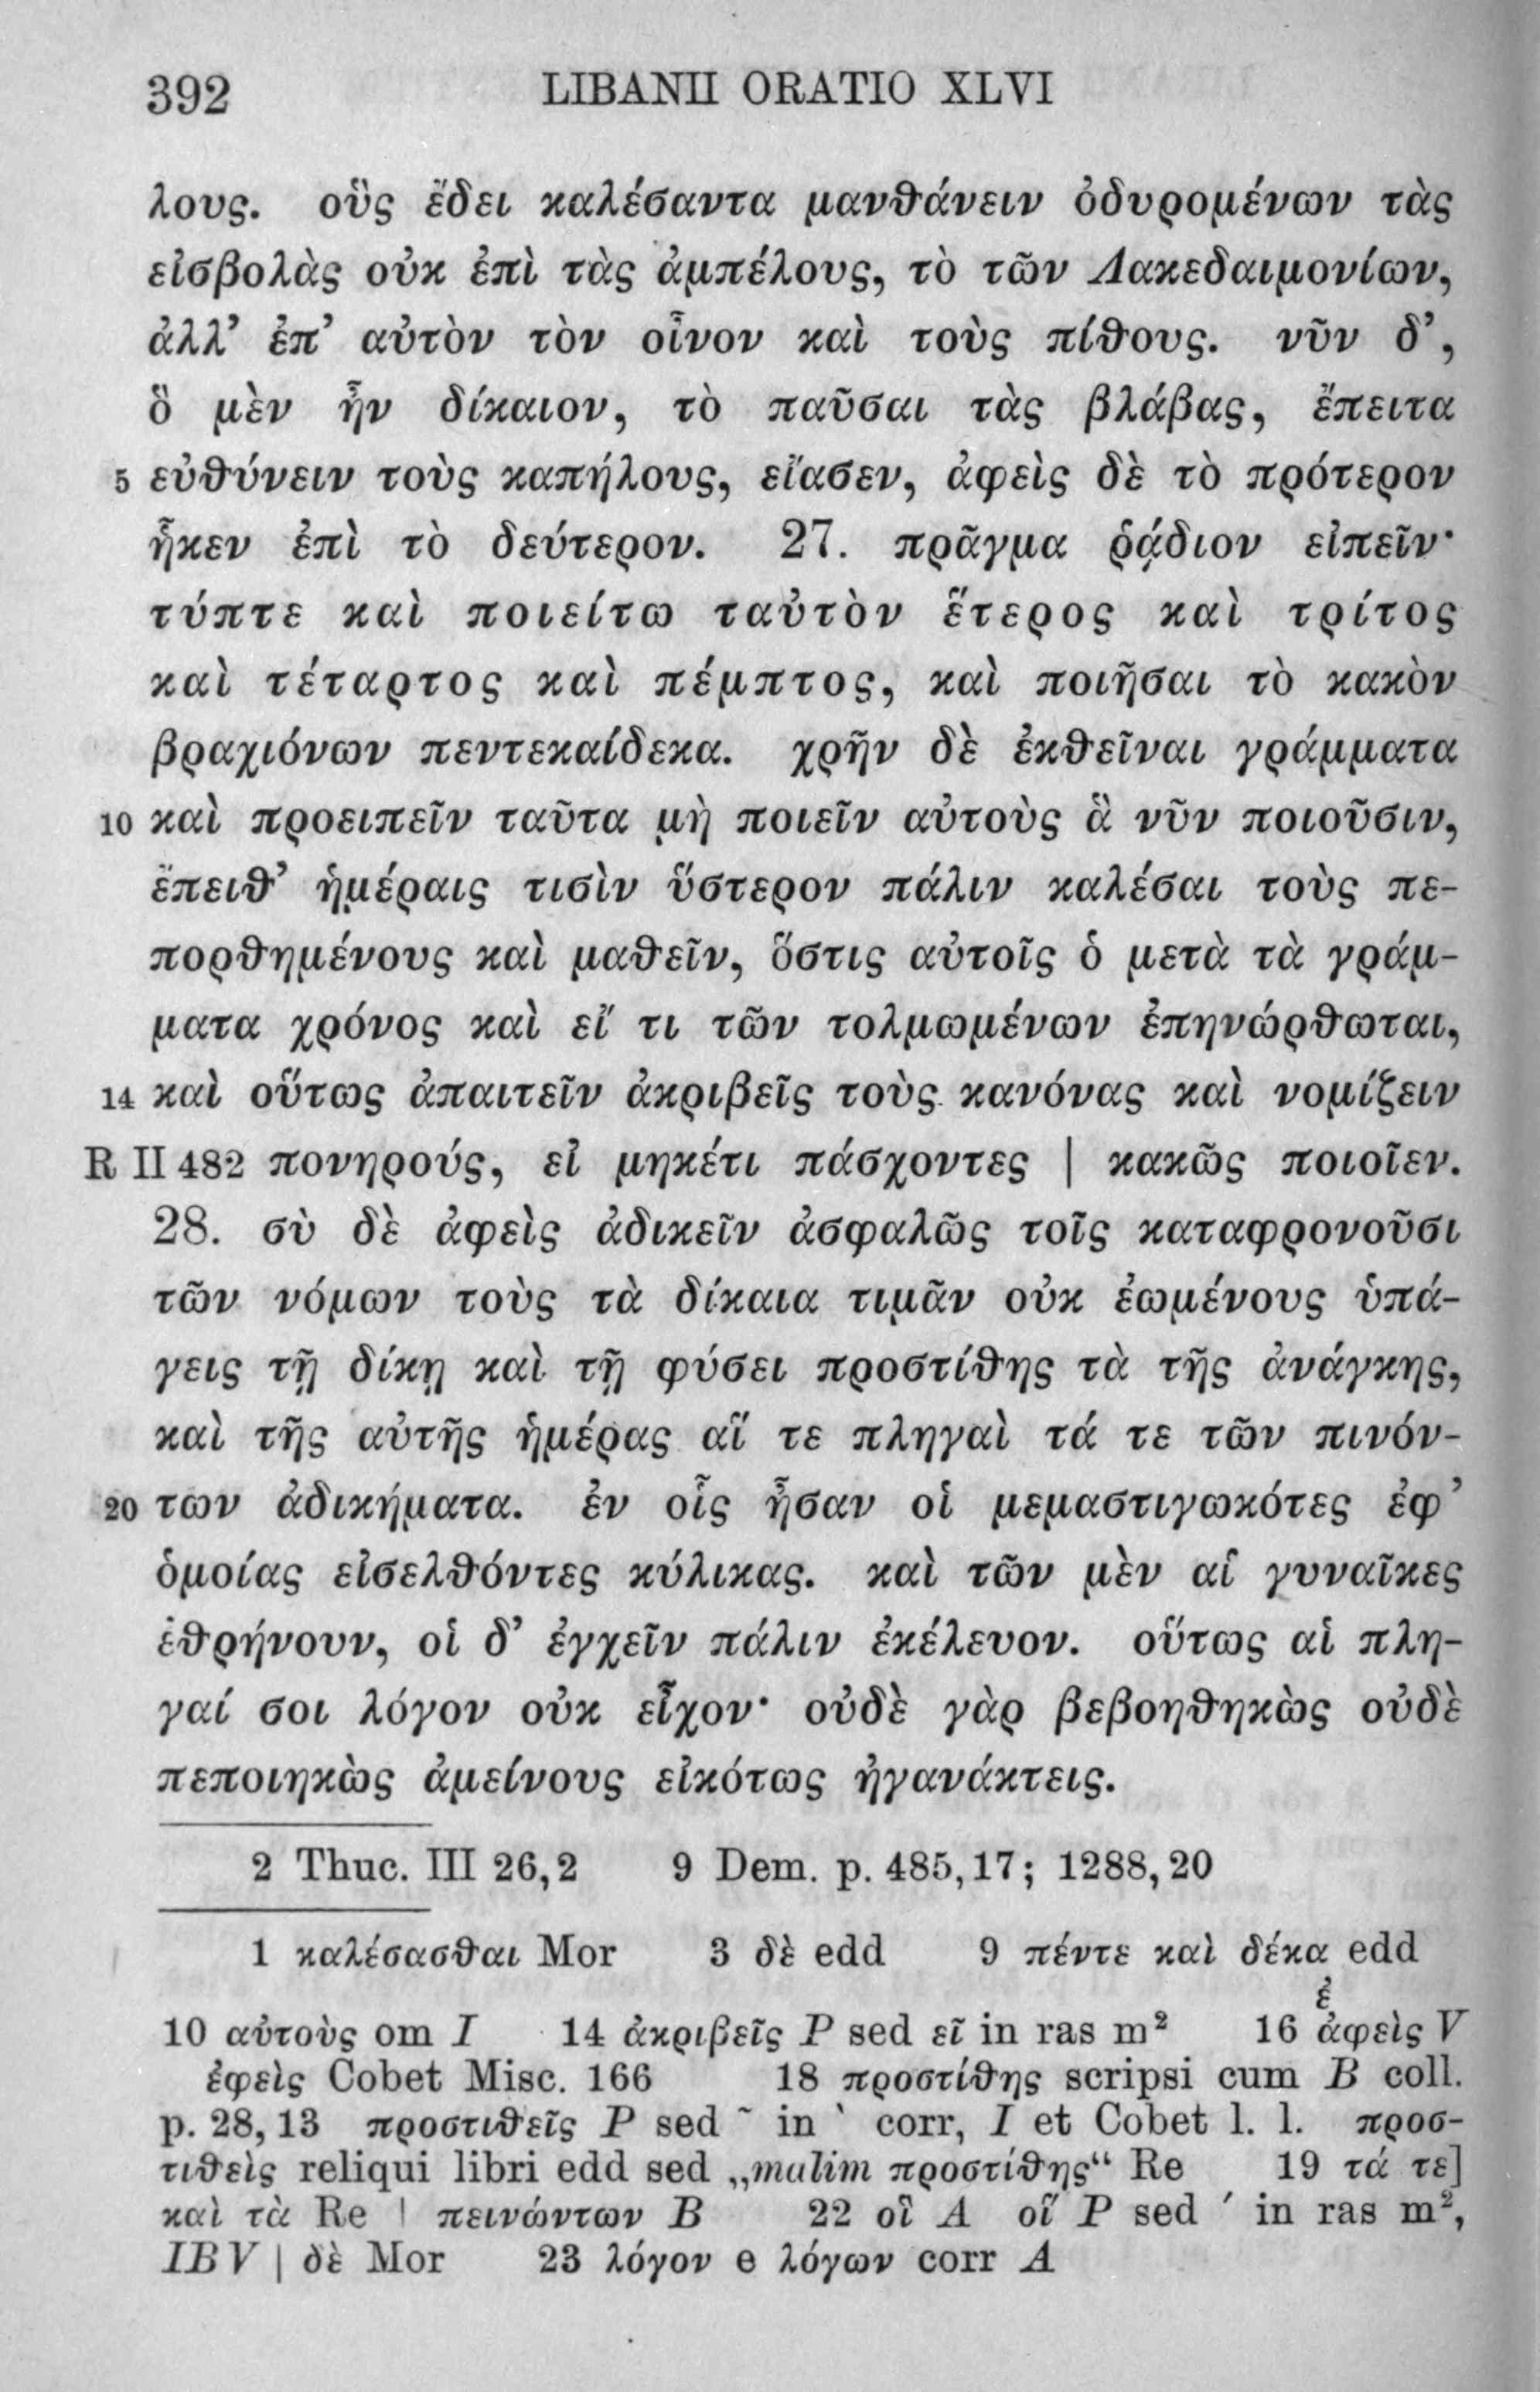 392 LIBANII ORATIO XLVI
λους. οὓς ἔδει καλέσαντα μανθάνειν ὀδυρομένων τὰς
εἰσβολὰς οὐκ ἐπὶ τὰς ἀμπέλους, τὸ τῶν Λακεδαιμονίων,
ἀλλ’ ἐπ’ αὐτὸν τὸν οἶνον καὶ τοὺς πίθους. νῦν δ’,
ὃ μὲν ἦν δίκαιον, τὸ παῦσαι τὰς βλάβας, ἔπειτα
5 εὐθύνειν τοὺς καπήλους, εἴασεν, ἀφεὶς δὲ τὸ πρότερον
ἧκεν ἐπὶ τὸ δεύτερον. 27. πρᾶγμα ῥᾴδιον εἰπεῖν·
τύπτε καὶ ποιείτω ταὐτὸν ἕτερος καὶ τρίτος
καὶ τέταρτος καὶ πέμπτος, καὶ ποιῆσαι τὸ κακὸν
βραχιόνων πεντεκαίδεκα. χρῆν δὲ ἐκθεῖναι γράμματα
10 καὶ προειπεῖν ταῦτα μὴ ποιεῖν αὐτοὺς ἃ νῦν ποιοῦσιν,
ἔπειθ’ ἡμέραις τισὶν ὕστερον πάλιν καλέσαι τοὺς πε-
πορθημένους καὶ μαθεῖν, ὅστις αὐτοῖς ὁ μετὰ τὰ γράμ-
ματα χρόνος καὶ εἴ τι τῶν τολμωμένων ἐπηνώρθωται,
14 καὶ οὕτως ἀπαιτεῖν ἀκριβεῖς τοὺς κανόνας καὶ νομίζειν
R II 482 πονηρούς, εἰ μηκέτι πάσχοντες | κακῶς ποιοῖεν.
28. σὺ δὲ ἀφεὶς ἀδικεῖν ἀσφαλῶς τοῖς καταφρονοῦσι
τῶν νόμων τοὺς τὰ δίκαια τιμᾶν οὐκ ἐωμένους ὑπά-
γεις τῇ δίκῃ καὶ τῇ φύσει προστίθης τὰ τῆς ἀνάγκης,
καὶ τῆς αὐτῆς ἡμέρας αἵ τε πληγαὶ τά τε τῶν πινόν-
20 των ἀδικήματα. ἐν οἷς ἦσαν οἱ μεμαστιγωκότες ἐφ’
ὁμοίας εἰσελθόντες κύλικας. καὶ τῶν μὲν αἱ γυναῖκες
ἐθρήνουν, οἱ δ’ ἐγχεῖν πάλιν ἐκέλευον. οὕτως αἱ πλη-
γαί σοι λόγον οὐκ εἶχον· οὐδὲ γὰρ βεβοηθηκὼς οὐδὲ
πεποιηκὼς ἀμείνους εἰκότως ἠγανάκτεις.
2 Thuc. III 26,2 9 Dem. p. 485,17; 1288,20
1 καλέσασθαι Mor 3 δὲ edd 9 πέντε καὶ δέκα edd
ἐ
10 αὐτοὺς om I 14 ἀκριβεῖς P sed εῖ in ras m² 16 ἀφεὶς V
ἐφεὶς Cobet Misc. 166 18 προστίθης scripsi cum B coll.
p. 28,13 προστιθεῖς P sed ῀ in ` corr, I et Cobet l. l. προσ-
τιθεὶς reliqui libri edd sed „malim προστίθης“ Re 19 τά τε]
καὶ τὰ Re | πεινώντων B 22 οἳ A οἵ P sed ´ in ras m²,
IBV | δὲ Mor 23 λόγον e λόγων corr A